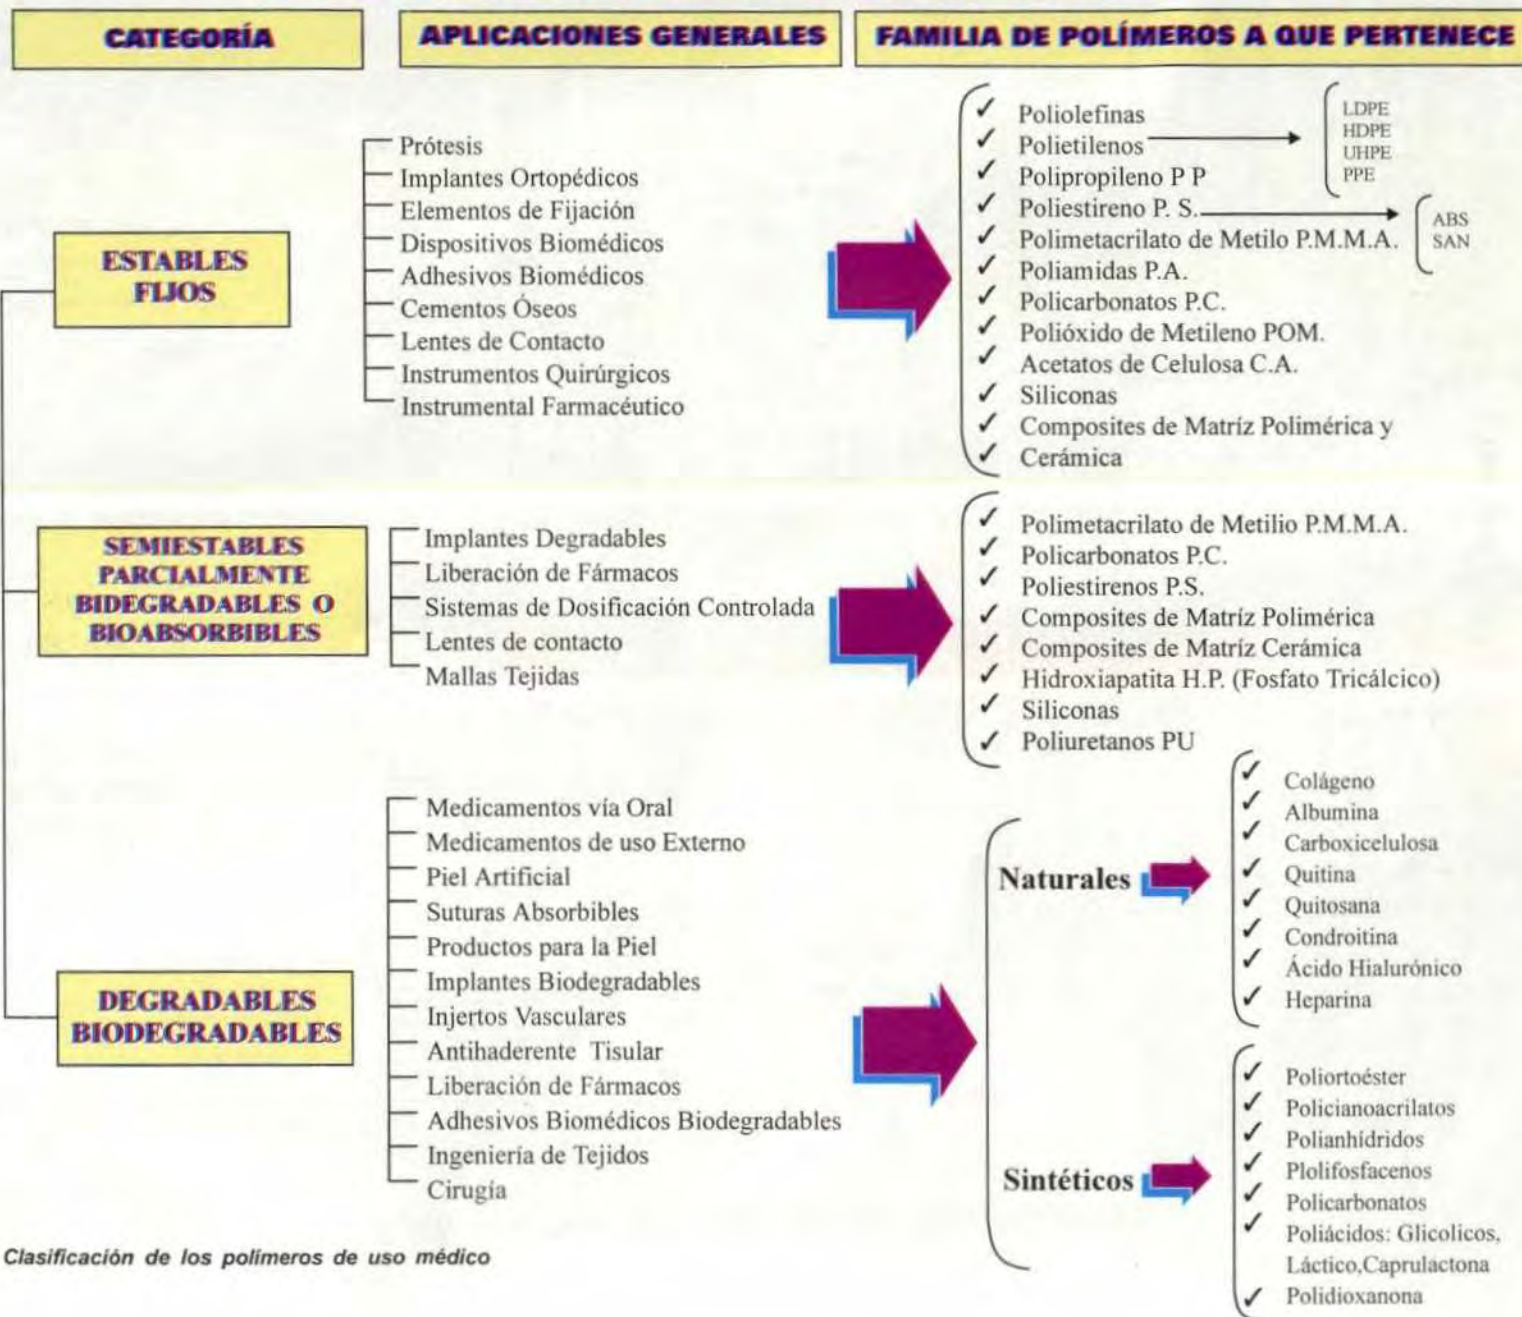 CATEGORÍA
APLICACIONES GENERALES
FAMILIA DE POLÍMEROS A QUE PERTENECE
ESTABLES
FIJOS
Prótesis
Implantes Ortopédicos
Elementos de Fijación
Dispositivos Biomédicos
Adhesivos Biomédicos
Cementos Óseos
Lentes de Contacto
Instrumentos Quirúrgicos
Instrumental Farmacéutico
✓ Poliolefinas
✓ Polietilenos
✓ Polipropileno P P
✓ Poliestireno P. S.
✓ Polimetacrilato de Metilo P.M.M.A.
✓ Poliamidas P.A.
✓ Policarbonatos P.C.
✓ Polióxido de Metileno POM.
✓ Acetatos de Celulosa C.A.
✓ Siliconas
✓ Composites de Matríz Polimérica y
✓ Cerámica
LDPE
HDPE
UHPE
PPE
ABS
SAN
SEMIESTABLES
PARCIALMENTE
BIDEGRADABLES O
BIOABSORBIBLES
Implantes Degradables
Liberación de Fármacos
Sistemas de Dosificación Controlada
Lentes de contacto
Mallas Tejidas
✓ Polimetacrilato de Metilio P.M.M.A.
✓ Policarbonatos P.C.
✓ Poliestirenos P.S.
✓ Composites de Matríz Polimérica
✓ Composites de Matríz Cerámica
✓ Hidroxiapatita H.P. (Fosfato Tricálcico)
✓ Siliconas
✓ Poliuretanos PU
DEGRADABLES
BIODEGRADABLES
Medicamentos vía Oral
Medicamentos de uso Externo
Piel Artificial
Suturas Absorbibles
Productos para la Piel
Implantes Biodegradables
Injertos Vasculares
Antihaderente Tisular
Liberación de Fármacos
Adhesivos Biomédicos Biodegradables
Ingeniería de Tejidos
Cirugía
Naturales
✓ Colágeno
✓ Albumina
✓ Carboxicelulosa
✓ Quitina
✓ Quitosana
✓ Condroitina
✓ Ácido Hialurónico
✓ Heparina
Sintéticos
✓ Poliortoéster
✓ Policianoacrilatos
✓ Polianhídridos
✓ Plolifosfacenos
✓ Policarbonatos
✓ Poliácidos: Glicolicos,
Láctico,Caprulactona
✓ Polidioxanona
Clasificación de los polímeros de uso médico